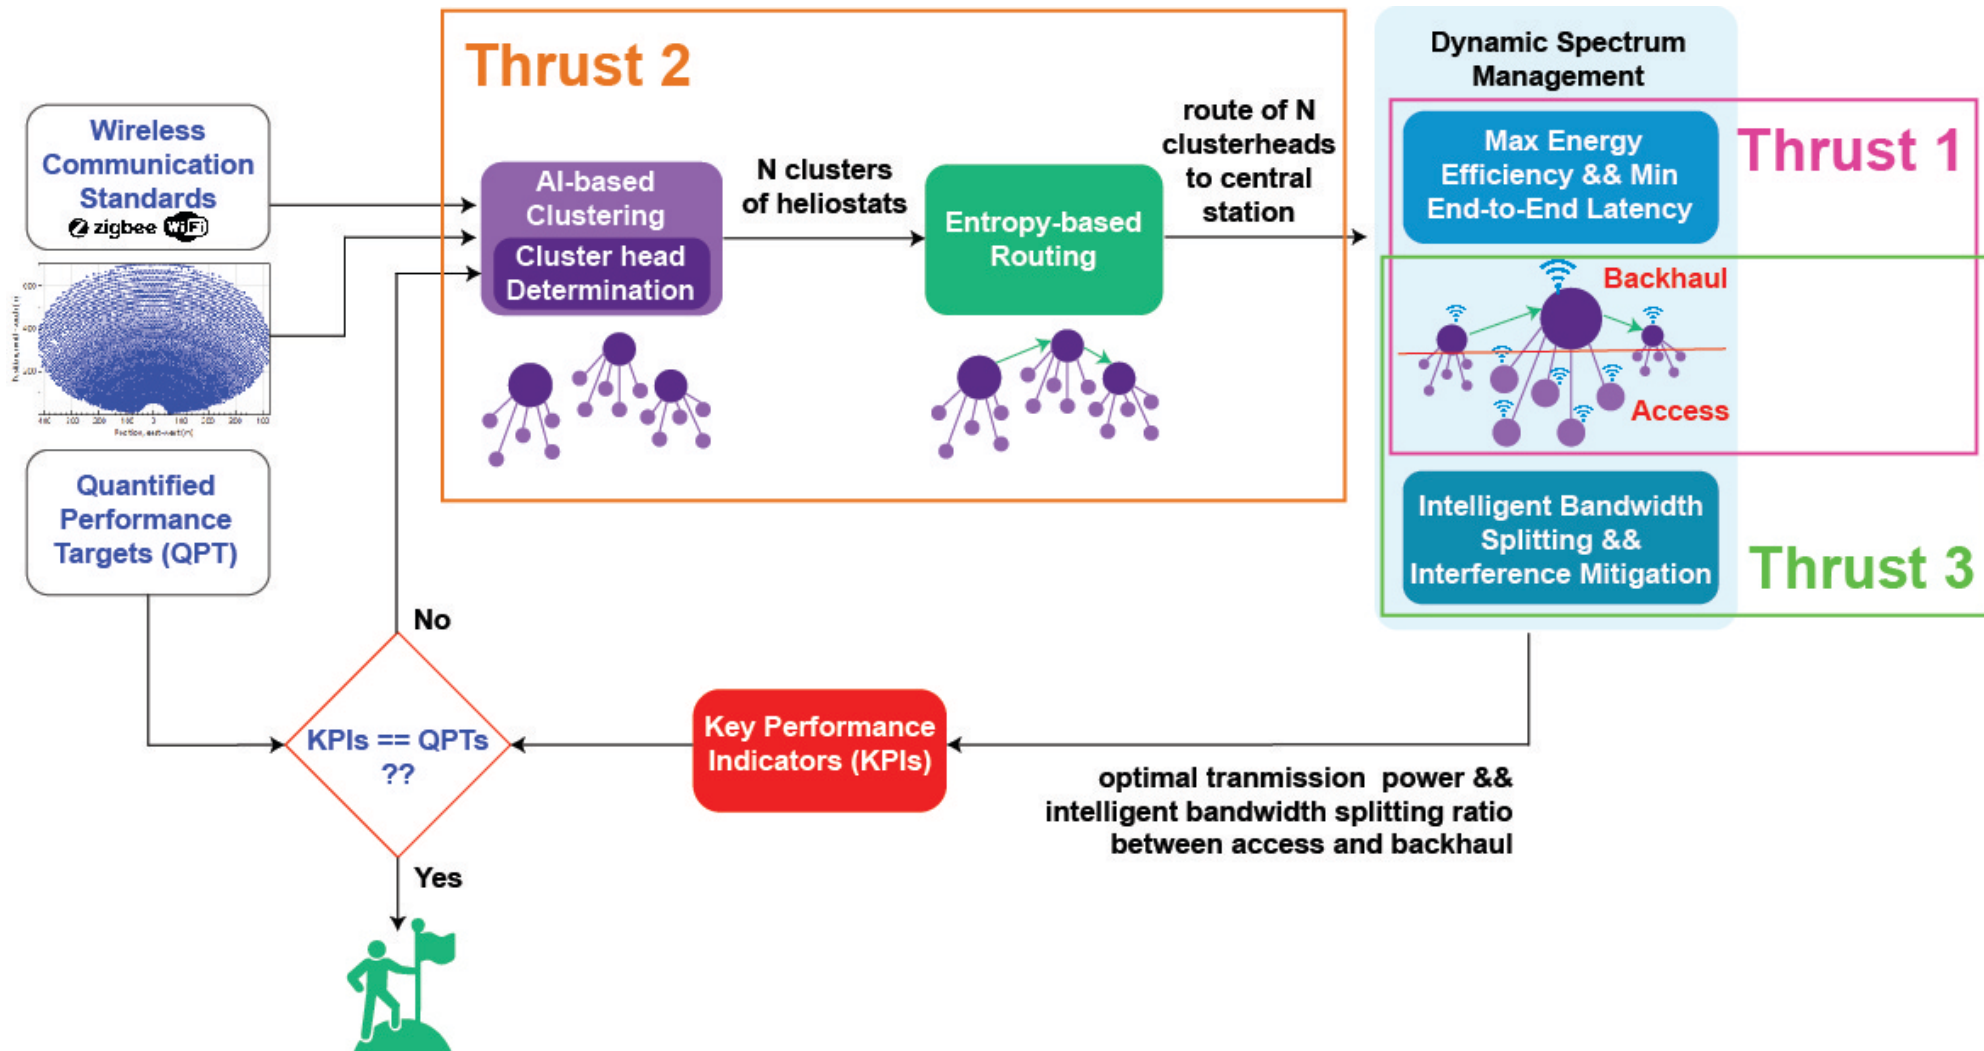 Thrust 2
Dynamic Spectrum
Management
Wireless
Communication
Standards
zigbee WiFi
AI-based
Clustering
Cluster head
Determination
N clusters
of heliostats
Entropy-based
Routing
route of N
clusterheads
to central
station
Max Energy
Efficiency && Min
End-to-End Latency
Thrust 1
Backhaul
Access
Quantified
Performance
Targets (QPT)
Intelligent Bandwidth
Splitting &&
Interference Mitigation
Thrust 3
No
KPIs == QPTs
??
Key Performance
Indicators (KPIs)
optimal tranmission power &&
intelligent bandwidth splitting ratio
between access and backhaul
Yes